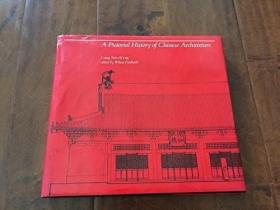 A Pictorial History of Chinese Architecture
Liang Ssu-ch'eng
edited by Wilma Fairbank